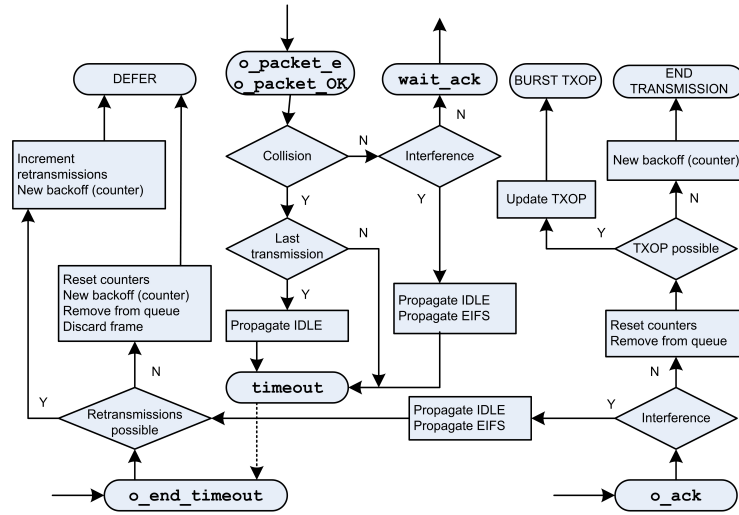 o_packet_e
o_packet_OK
wait_ack
DEFER
BURST TXOP
END
TRANSMISSION
Increment
retransmissions
New backoff (counter)
Collision
N
Interference
N
New backoff (counter)
Update TXOP
N
Y
Y
Y
TXOP possible
Last
transmission
N
Reset counters
New backoff (counter)
Remove from queue
Discard frame
Y
Propagate IDLE
Propagate IDLE
Propagate EIFS
Reset counters
Remove from queue
N
timeout
N
Y
Retransmissions
possible
Propagate IDLE
Propagate EIFS
Y
Interference
o_end_timeout
o_ack